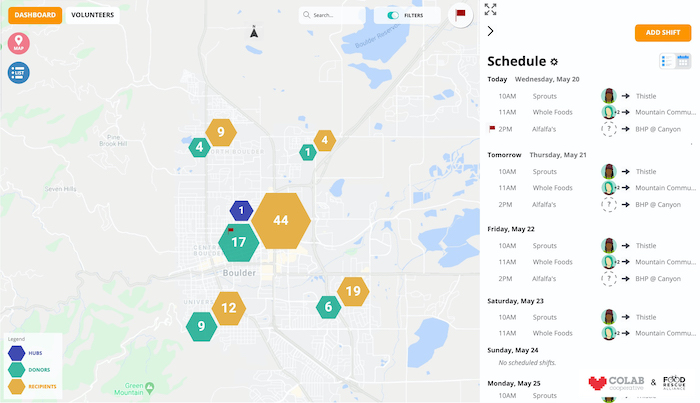 DASHBOARD
VOLUNTEERS
Search...
FILTERS
MAP
LIST
Boulder Reservoir
Pine
Brook Hill
NORTH BOULDER
Seven Hills
9
4
4
1
1
44
17
Boulder
19
6
12
9
UNIVERSITY
Green
Mountain
Legend
HUBS
DONORS
RECIPIENTS
ADD SHIFT
Schedule
Today Wednesday, May 20
10AM Sprouts Thistle
11AM Whole Foods +2 Mountain Commu...
2PM Alfalfa's ? BHP @ Canyon
Tomorrow Thursday, May 21
10AM Sprouts Thistle
11AM Whole Foods +2 Mountain Commu...
2PM Alfalfa's ? BHP @ Canyon
Friday, May 22
10AM Sprouts Thistle
11AM Whole Foods +2 Mountain Commu...
2PM Alfalfa's ? BHP @ Canyon
Saturday, May 23
10AM Sprouts Thistle
11AM Whole Foods +2 Mountain Commu...
Sunday, May 24
No scheduled shifts.
Monday, May 25
10AM Sprouts
COLAB
cooperative
&
FOOD
RESCUE
ALLIANCE